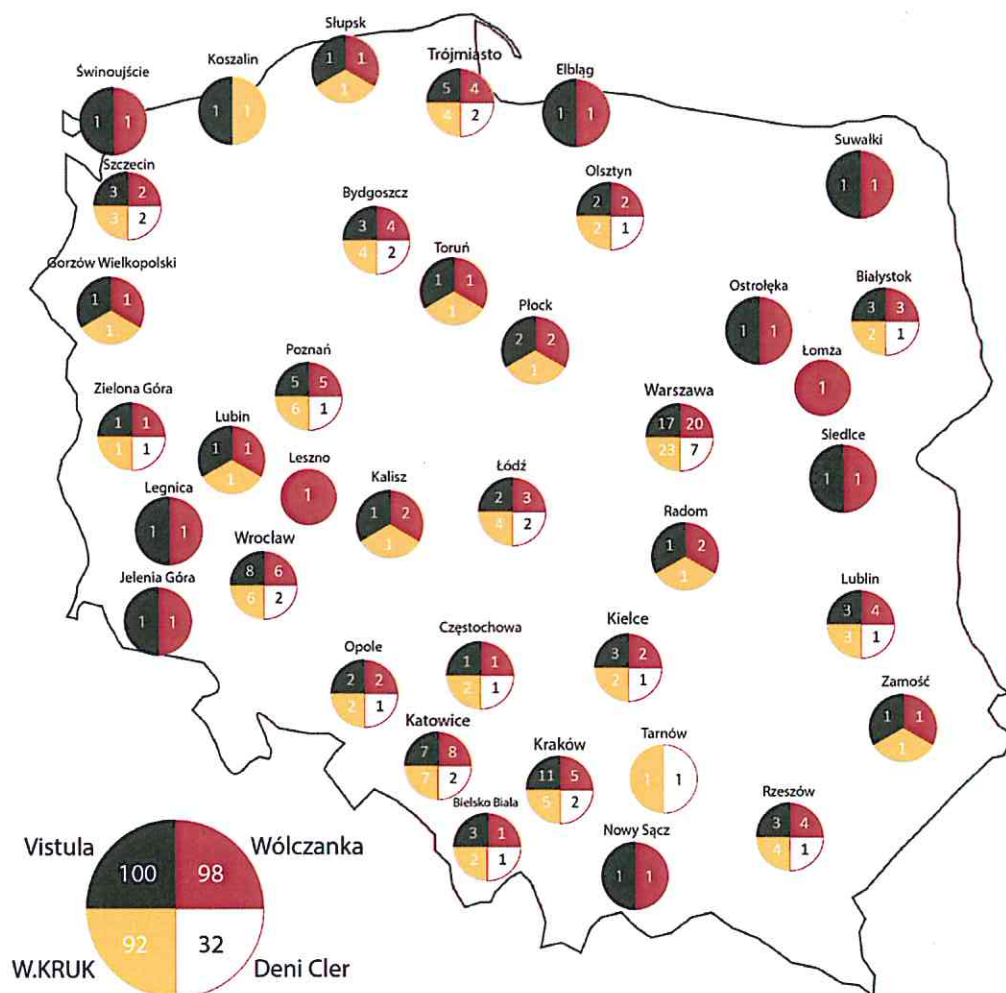 Słupsk
1 1
1
Koszalin
1 1
Trójmiasto
5 4
4 2
Elbląg
1 1
Świnoujście
1 1
Suwałki
1 1
Szczecin
3 2
3 2
Bydgoszcz
3 4
4 2
Olsztyn
2 2
2 1
Toruń
1 1
1
Gorzów Wielkopolski
1 1
1
Płock
2 2
1
Ostrołęka
1 1
Białystok
3 3
2 1
Łomża
1
Poznań
5 5
6 1
Zielona Góra
1 1
1 1
Lubin
1 1
1
Warszawa
17 20
23 7
Leszno
1
Siedlce
1 1
Kalisz
1 2
1
Łódź
2 3
4 2
Legnica
1 1
Radom
1 2
1
Wrocław
8 6
6 2
Jelenia Góra
1 1
Lublin
3 4
3 1
Opole
2 2
2 1
Częstochowa
1 1
2 1
Kielce
3 2
2 1
Zamość
1 1
1
Katowice
7 8
7 2
Kraków
11 5
5 2
Tarnów
1 1
Bielsko Biala
3 1
2 1
Nowy Sącz
1 1
Rzeszów
3 4
4 1
Vistula 100 98 Wólczanka
W.KRUK 92 32 Deni Cler